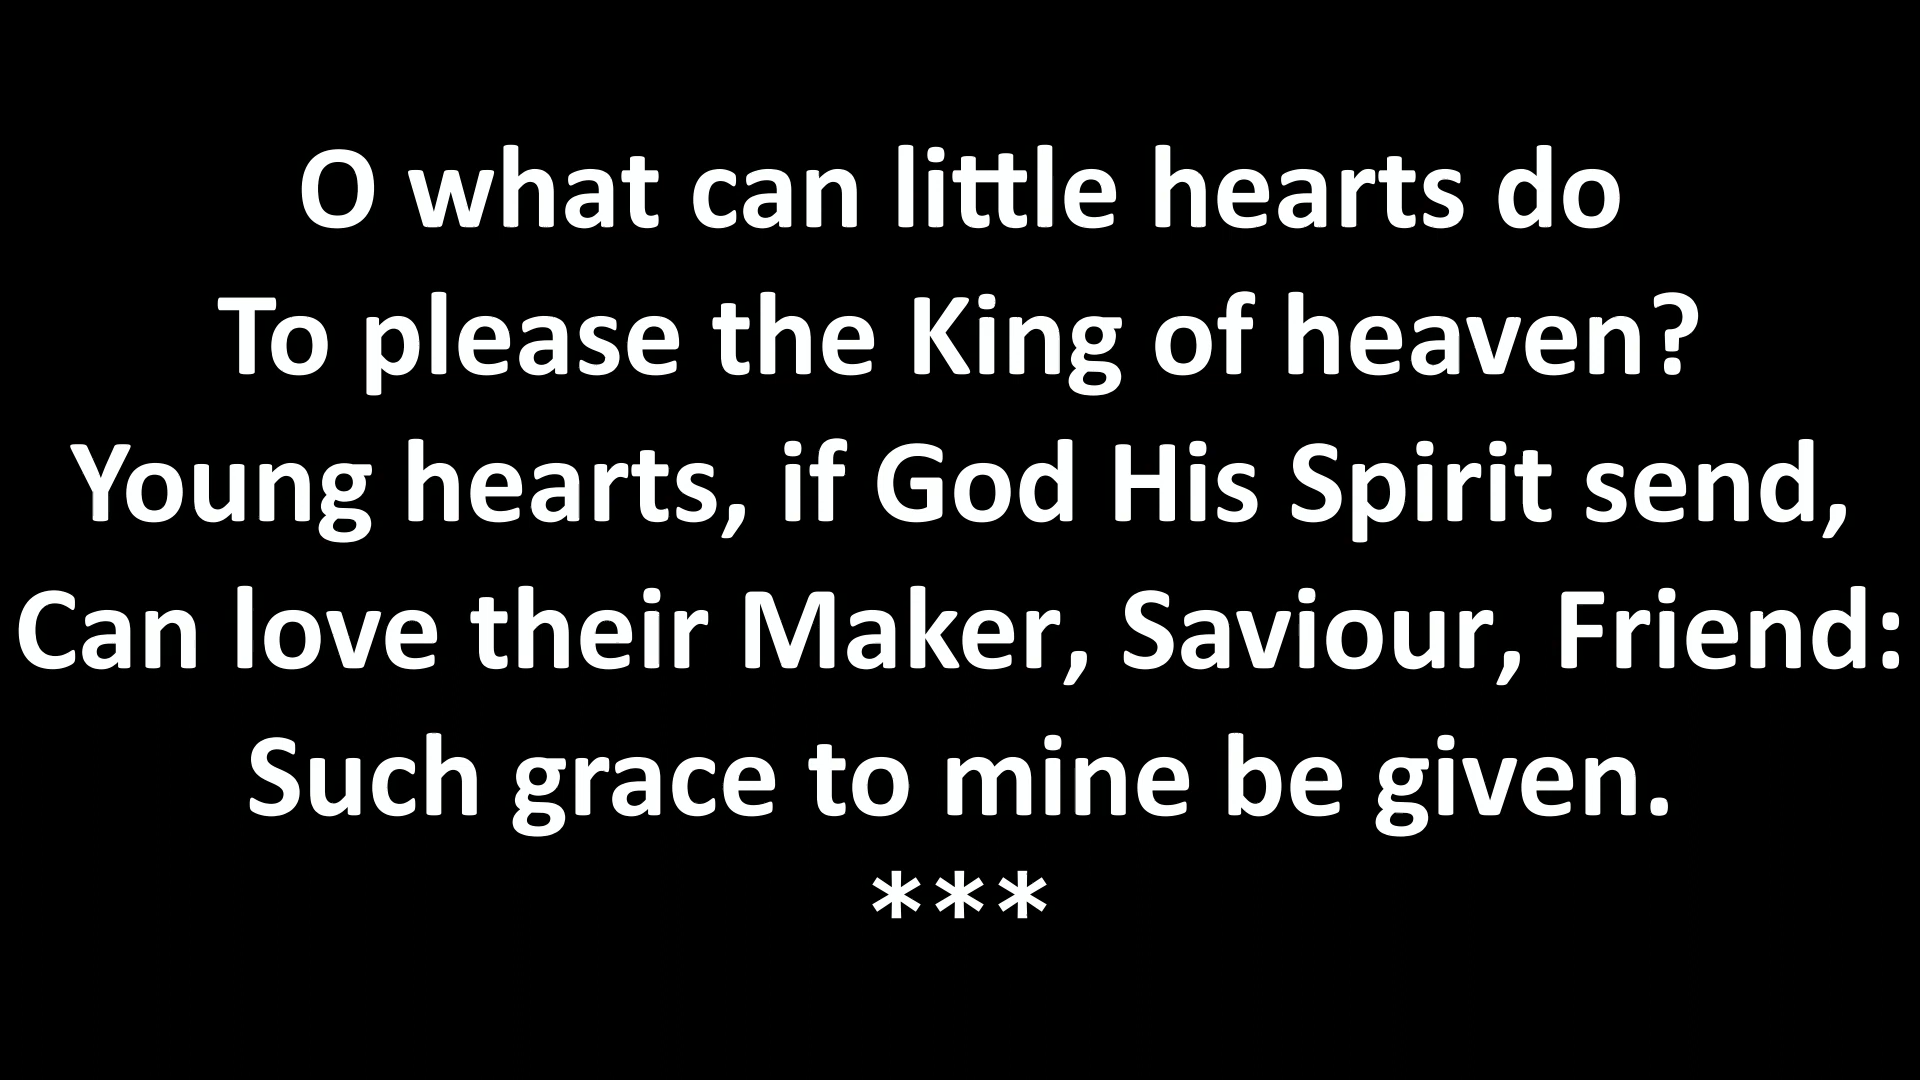 O what can little hearts do
To please the King of heaven?
Young hearts, if God His Spirit send,
Can love their Maker, Saviour, Friend:
Such grace to mine be given.
***